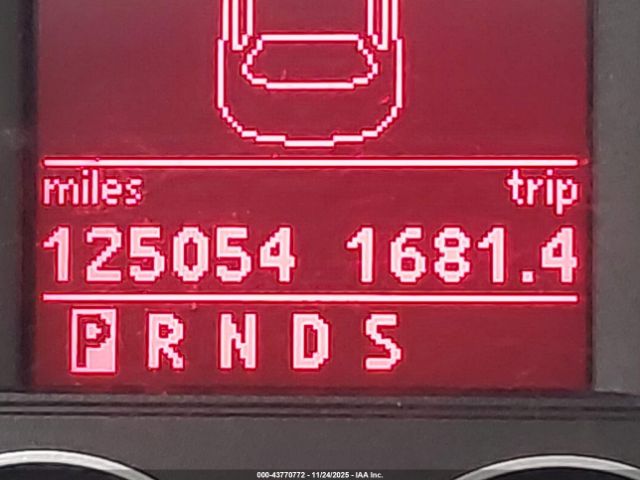 miles trip
125054 1681.4
P R N D S
000-43770772 - 11/24/2025 - IAA Inc.